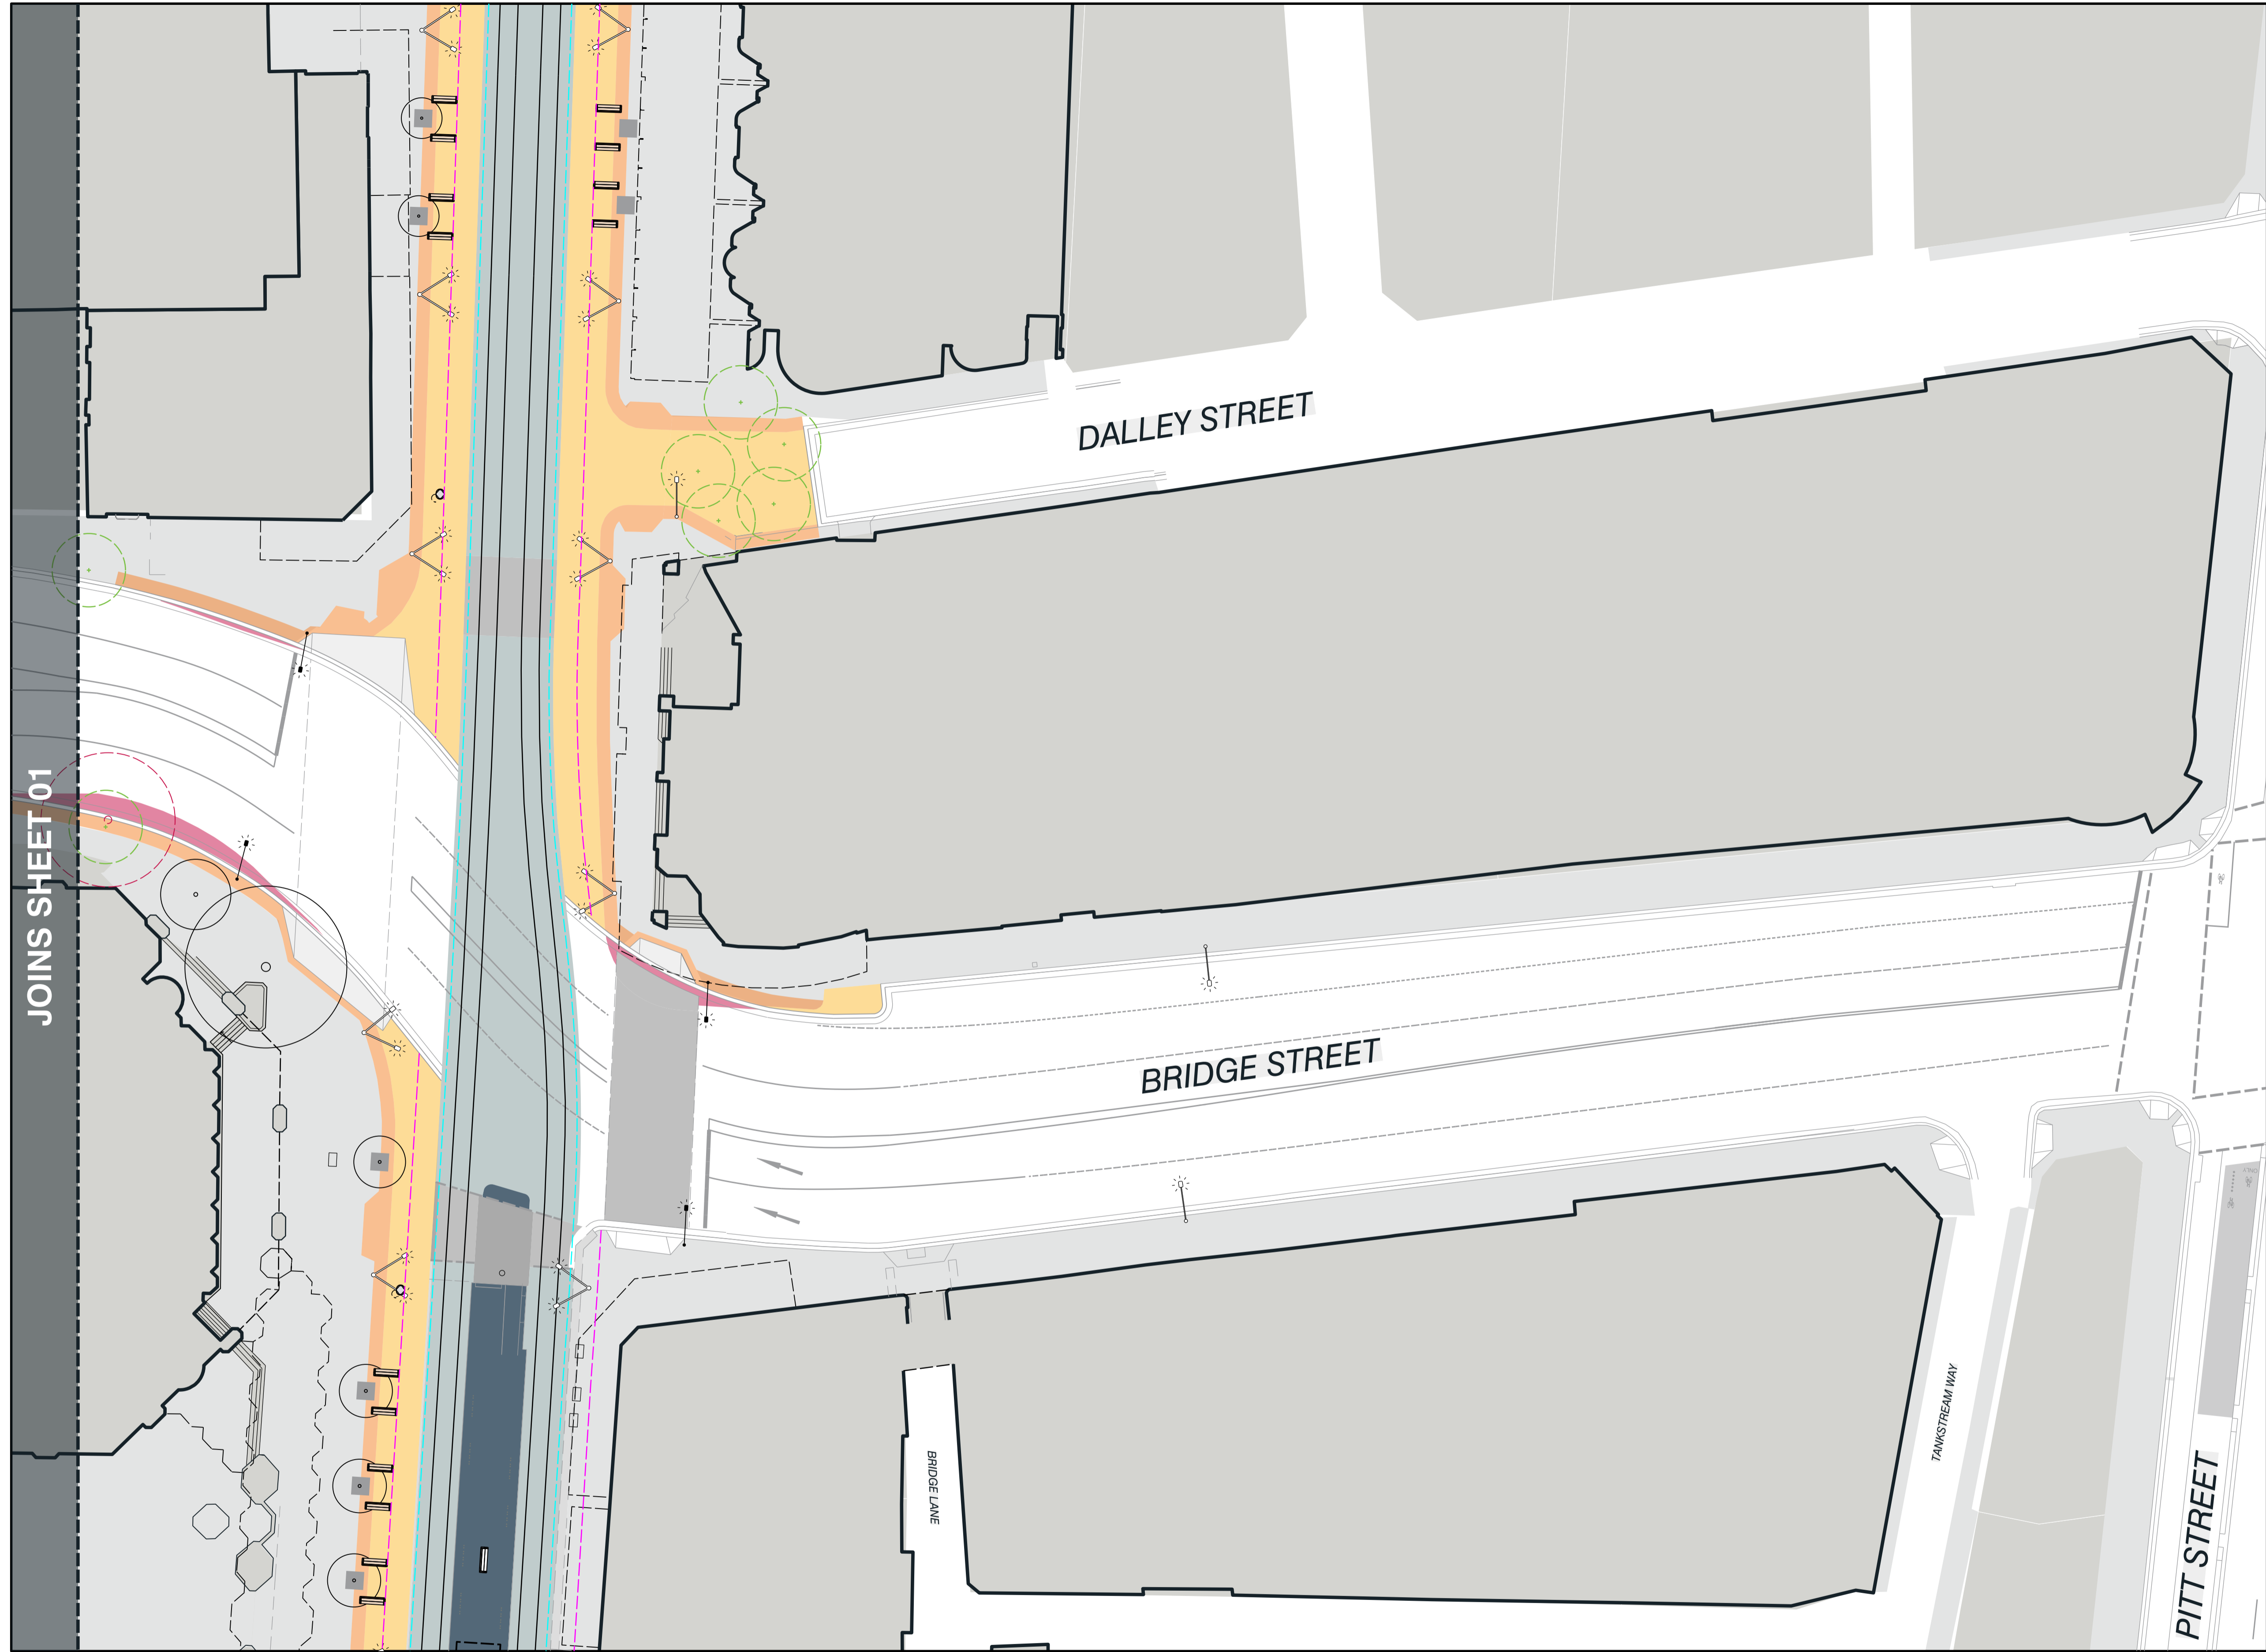 DALLEY STREET
JOINS SHEET 01
BRIDGE STREET
BRIDGE LANE
TANKSTREAM WAY
PITT STREET